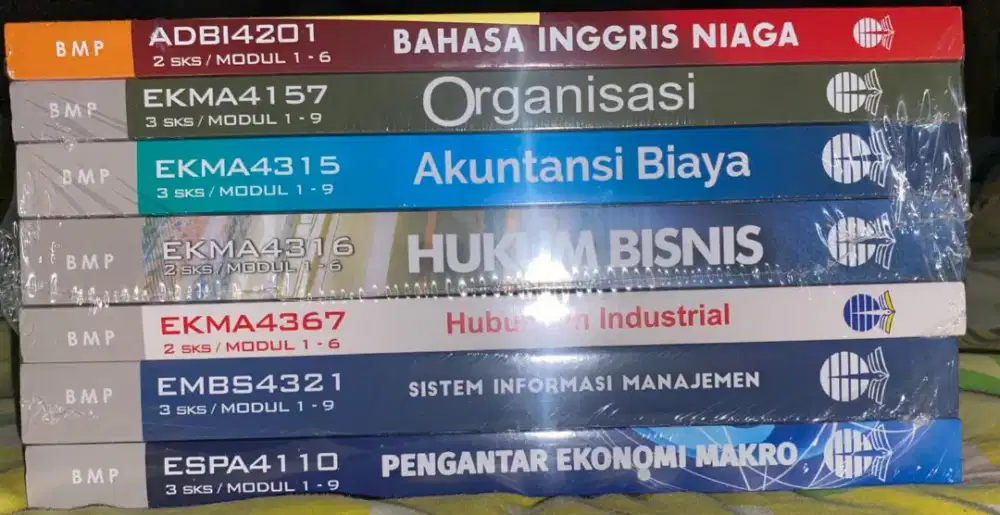 BMP
ADBI4201
2 SKS / MODUL 1 - 6
BAHASA INGGRIS NIAGA
BMP
EKMA4157
3 SKS / MODUL 1 - 9
Organisasi
BMP
EKMA4315
3 SKS / MODUL 1 - 9
Akuntansi Biaya
BMP
EKMA4316
2 SKS / MODUL 1 - 6
HUKUM BISNIS
BMP
EKMA4367
2 SKS / MODUL 1 - 6
Industrial
BMP
EMBS4321
3 SKS / MODUL 1 - 9
SISTEM INFORMASI MANAJEMEN
BMP
ESPA4110
3 SKS / MODUL 1 - 9
PENGANTAR EKONOMI MAKRO